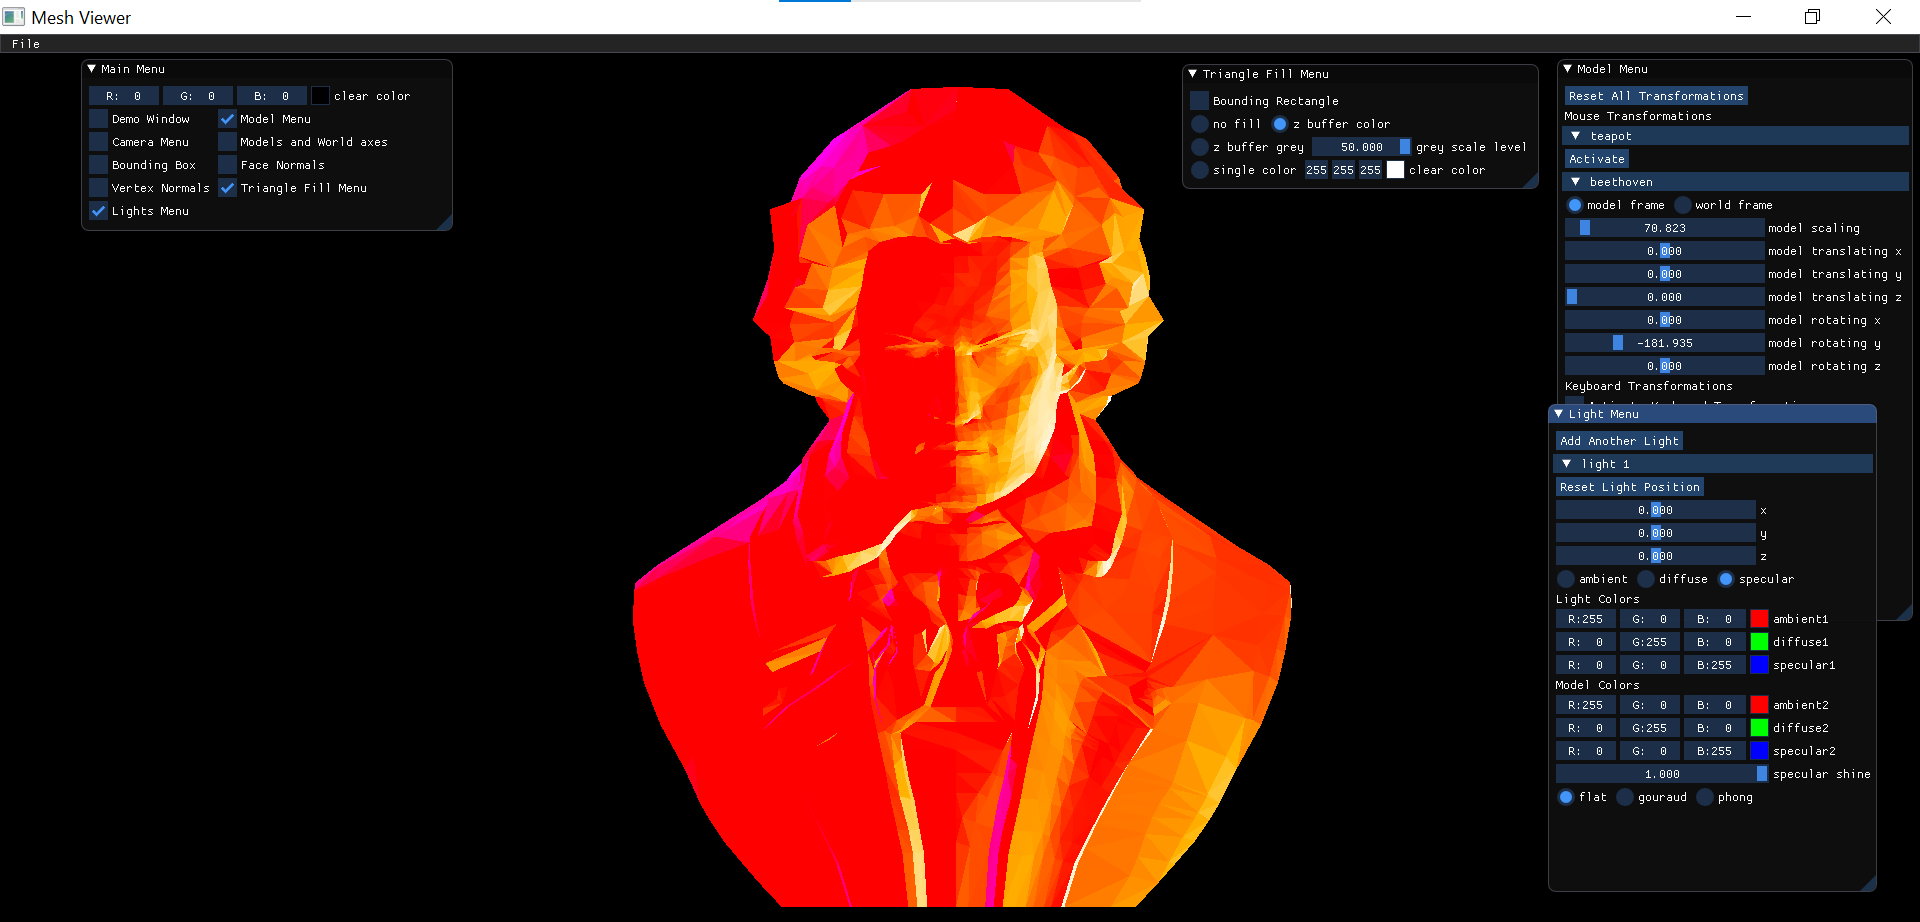 Mesh Viewer
File
Main Menu
R: 0 G: 0 B: 0 clear color
Demo Window Model Menu
Camera Menu Models and World axes
Bounding Box Face Normals
Vertex Normals Triangle Fill Menu
Lights Menu
Triangle Fill Menu
Bounding Rectangle
no fill z buffer color
z buffer grey 50.000 grey scale level
single color 255 255 255 clear color
Model Menu
Reset All Transformations
Mouse Transformations
teapot
Activate
beethoven
model frame world frame
70.823 model scaling
0.000 model translating x
0.000 model translating y
0.000 model translating z
0.000 model rotating x
-181.935 model rotating y
0.000 model rotating z
Keyboard Transformations
Light Menu
Add Another Light
light 1
Reset Light Position
0.000 x
0.000 y
0.000 z
ambient diffuse specular
Light Colors
R:255 G: 0 B: 0 ambient1
R: 0 G:255 B: 0 diffuse1
R: 0 G: 0 B:255 specular1
Model Colors
R:255 G: 0 B: 0 ambient2
R: 0 G:255 B: 0 diffuse2
R: 0 G: 0 B:255 specular2
1.000 specular shine
flat gouraud phong